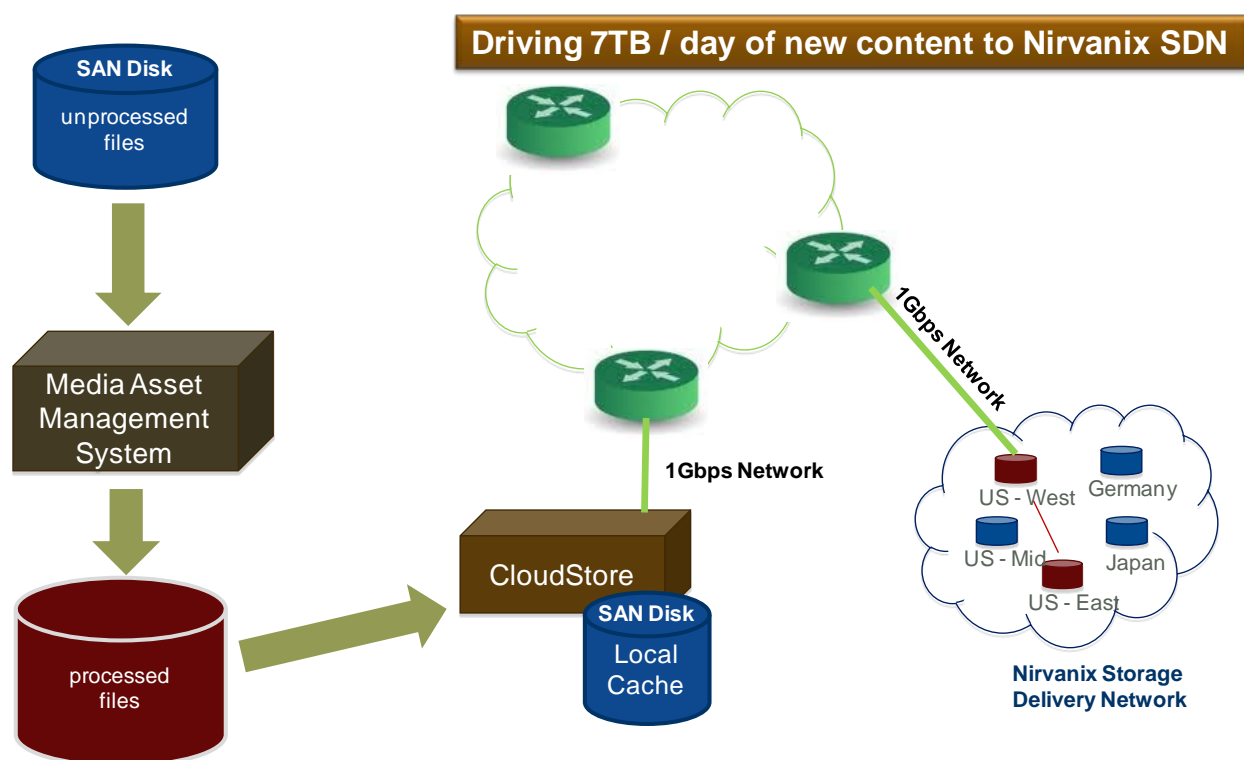 Driving 7TB / day of new content to Nirvanix SDN
SAN Disk
unprocessed
files
Media Asset
Management
System
processed
files
CloudStore
SAN Disk
Local
Cache
1Gbps Network
1Gbps Network
US - West
Germany
US - Mid
Japan
US - East
Nirvanix Storage
Delivery Network